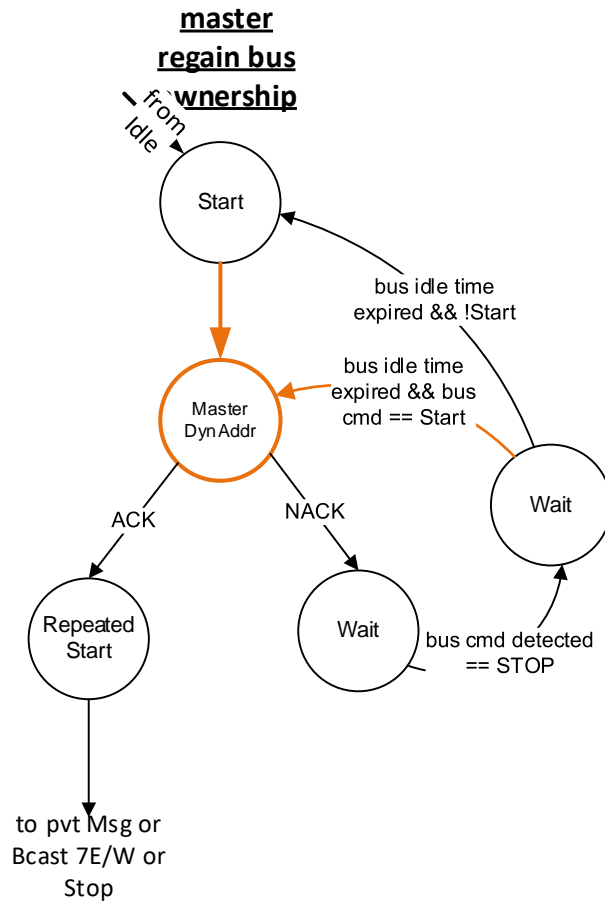 master
regain bus
wnership
from
Idle
Start
bus idle time
expired && !Start
bus idle time
expired && bus
cmd == Start
Master
Dyn Addr
Wait
ACK
NACK
Repeated
Start
Wait
bus cmd detected
== STOP
to pvt Msg or
Bcast 7E/W or
Stop